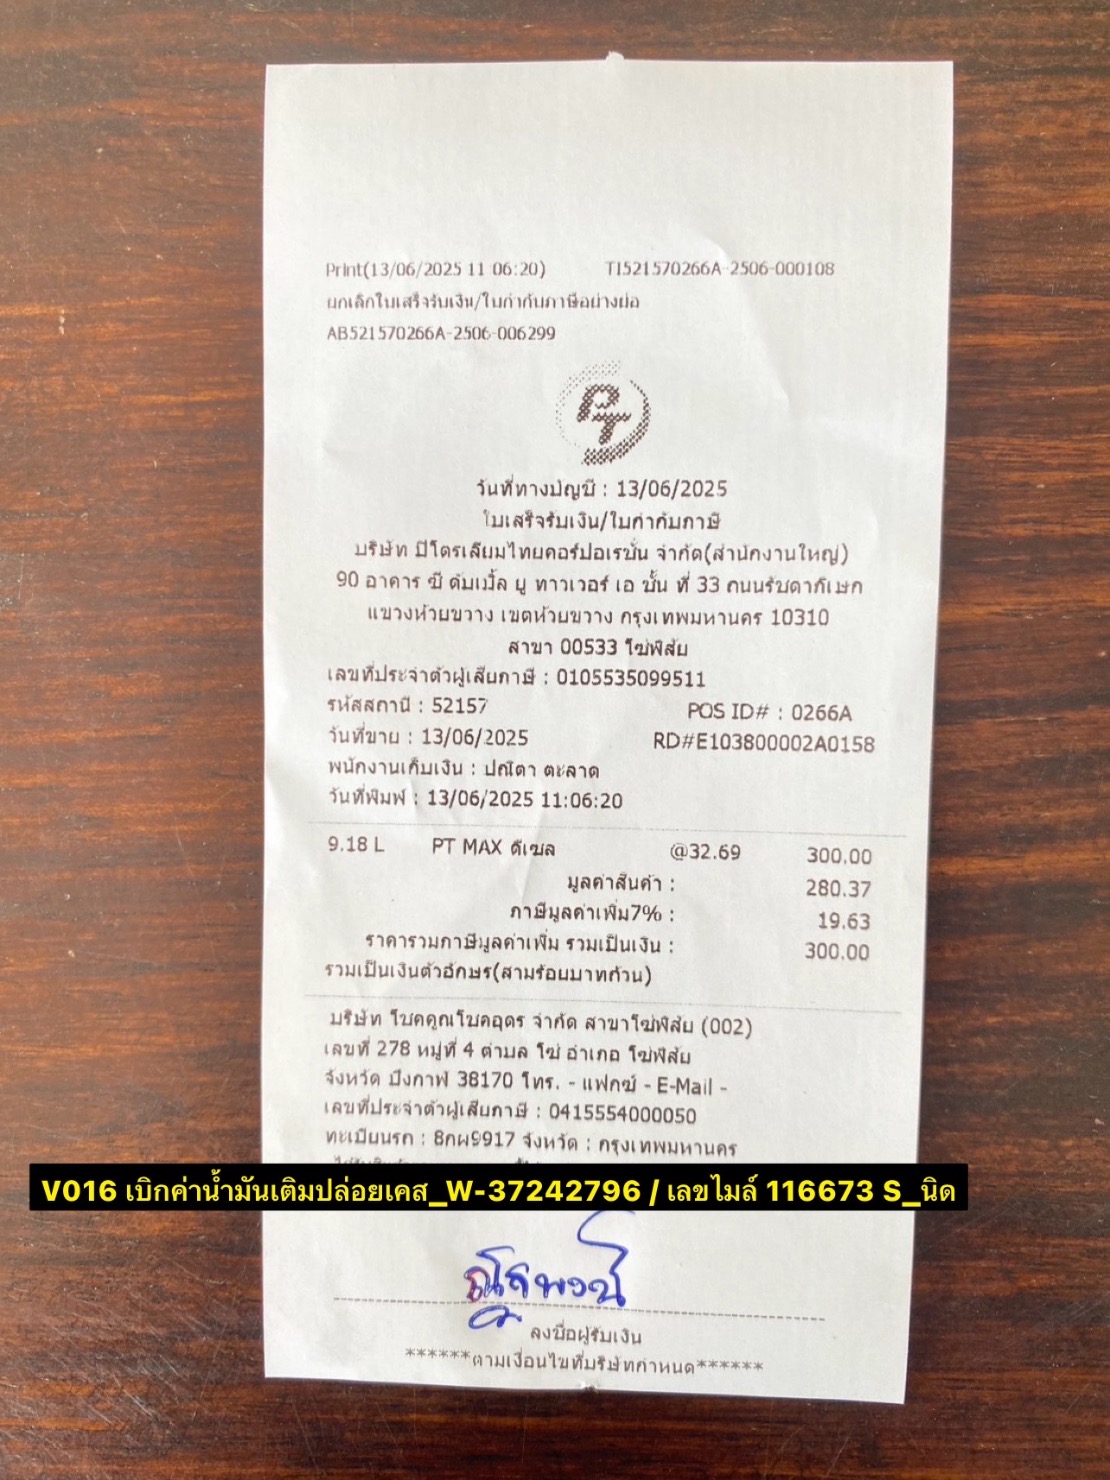 Print(13/06/2025 11:06:20) TI521570266A-2506-000108
ยกเลิกใบเสร็จรับเงิน/ใบกำกับภาษีอย่างย่อ
AB521570266A-2506-006299
PT
วันที่ทางบัญชี : 13/06/2025
ใบเสร็จรับเงิน/ใบกำกับภาษี
บริษัท ปิโตรเลียมไทยคอร์ปอเรชั่น จำกัด(สำนักงานใหญ่)
90 อาคาร ซี ดับเบิ้ล ยู ทาวเวอร์ เอ ชั้น ที่ 33 ถนนรัชดาภิเษก
แขวงห้วยขวาง เขตห้วยขวาง กรุงเทพมหานคร 10310
สาขา 00533 โซ่พิสัย
เลขที่ประจำตัวผู้เสียภาษี : 0105535099511
รหัสสถานี : 52157 POS ID# : 0266A
วันที่ขาย : 13/06/2025 RD#E103800002A0158
พนักงานเก็บเงิน : ปณิตา ตะลาด
วันที่พิมพ์ : 13/06/2025 11:06:20
9.18 L PT MAX ดีเซล @32.69 300.00
มูลค่าสินค้า : 280.37
ภาษีมูลค่าเพิ่ม7% : 19.63
ราคารวมภาษีมูลค่าเพิ่ม รวมเป็นเงิน : 300.00
รวมเป็นเงินตัวอักษร(สามร้อยบาทถ้วน)
บริษัท โชคคูณโชคอุดร จำกัด สาขาโซ่พิสัย (002)
เลขที่ 278 หมู่ที่ 4 ตำบล โซ่ อำเภอ โซ่พิสัย
จังหวัด บึงกาฬ 38170 โทร. - แฟกซ์ - E-Mail -
เลขที่ประจำตัวผู้เสียภาษี : 0415554000050
ทะเบียนรถ : 8กผ9917 จังหวัด : กรุงเทพมหานคร
V016 เบิกค่าน้ำมันเติมปล่อยเคส_W-37242796 / เลขไมล์ 116673 S_นิด
ลงชื่อผู้รับเงิน
******ตามเงื่อนไขที่บริษัทกำหนด******